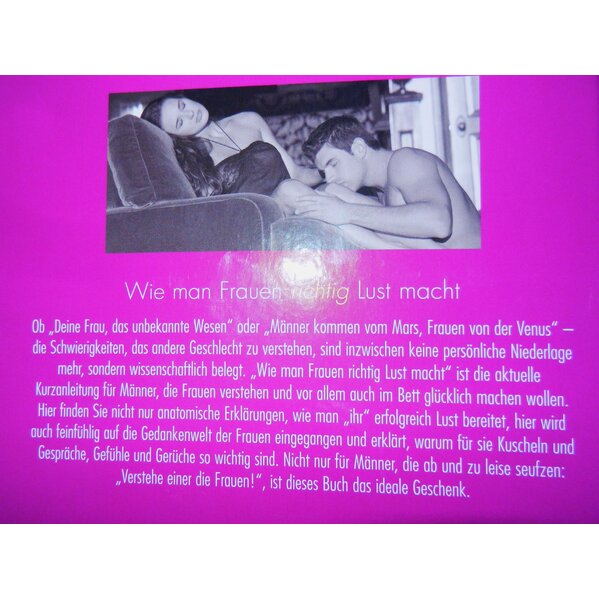 Wie man Frauen richtig Lust macht
Ob „Deine Frau, das unbekannte Wesen“ oder „Männer kommen vom Mars, Frauen von der Venus“ –
die Schwierigkeiten, das andere Geschlecht zu verstehen, sind inzwischen keine persönliche Niederlage
mehr, sondern wissenschaftlich belegt. „Wie man Frauen richtig Lust macht“ ist die aktuelle
Kurzanleitung für Männer, die Frauen verstehen und vor allem auch im Bett glücklich machen wollen.
Hier finden Sie nicht nur anatomische Erklärungen, wie man „ihr“ erfolgreich Lust bereitet, hier wird
auch feinfühlig auf die Gedankenwelt der Frauen eingegangen und erklärt, warum für sie Kuscheln und
Gespräche, Gefühle und Gerüche so wichtig sind. Nicht nur für Männer, die ab und zu leise seufzen:
„Verstehe einer die Frauen!“, ist dieses Buch das ideale Geschenk.